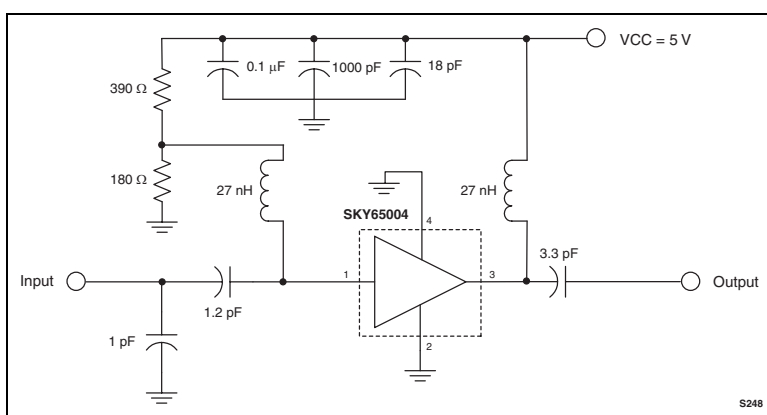 VCC = 5 V
0.1 μF
1000 pF
18 pF
390 Ω
180 Ω
27 nH
SKY65004
4
27 nH
3.3 pF
Input
1
3
Output
1.2 pF
1 pF
2
S248